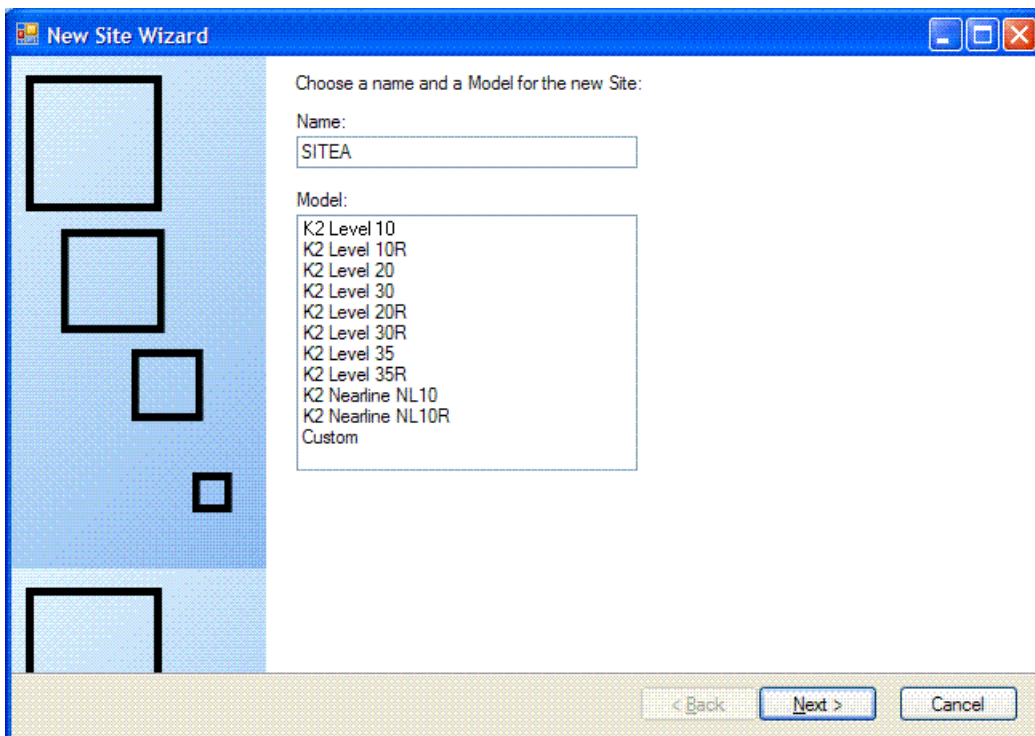 New Site Wizard
Choose a name and a Model for the new Site:
Name:
SITEA
Model:
K2 Level 10
K2 Level 10R
K2 Level 20
K2 Level 30
K2 Level 20R
K2 Level 30R
K2 Level 35
K2 Level 35R
K2 Nearline NL10
K2 Nearline NL10R
Custom
< Back
Next >
Cancel